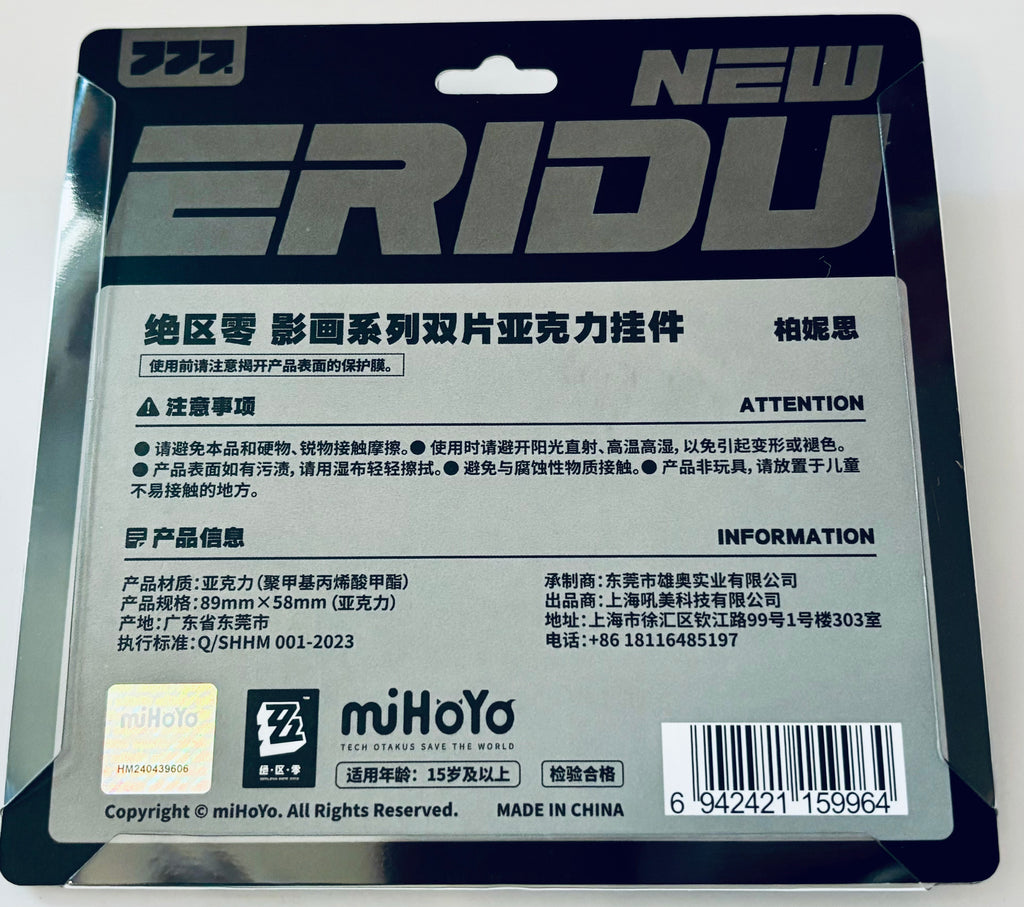 777.
NEW
ERIDU
绝区零 影画系列双片亚克力挂件 柏妮思
使用前请注意揭开产品表面的保护膜。
注意事项 ATTENTION
● 请避免本品和硬物、锐物接触摩擦。● 使用时请避开阳光直射、高温高湿，以免引起变形或褪色。
● 产品表面如有污渍，请用湿布轻轻擦拭。● 避免与腐蚀性物质接触。● 产品非玩具，请放置于儿童
不易接触的地方。
产品信息 INFORMATION
产品材质：亚克力（聚甲基丙烯酸甲酯）
产品规格：89mm×58mm（亚克力）
产地：广东省东莞市
执行标准：Q/SHHM 001-2023
承制商：东莞市雄奥实业有限公司
出品商：上海吼美科技有限公司
地址：上海市徐汇区钦江路99号1号楼303室
电话：+86 18116485197
miHoYo
HM240439606
绝·区·零
miHoYo
TECH OTAKUS SAVE THE WORLD
适用年龄：15岁及以上
检验合格
Copyright © miHoYo. All Rights Reserved.
MADE IN CHINA
6 942421 159964